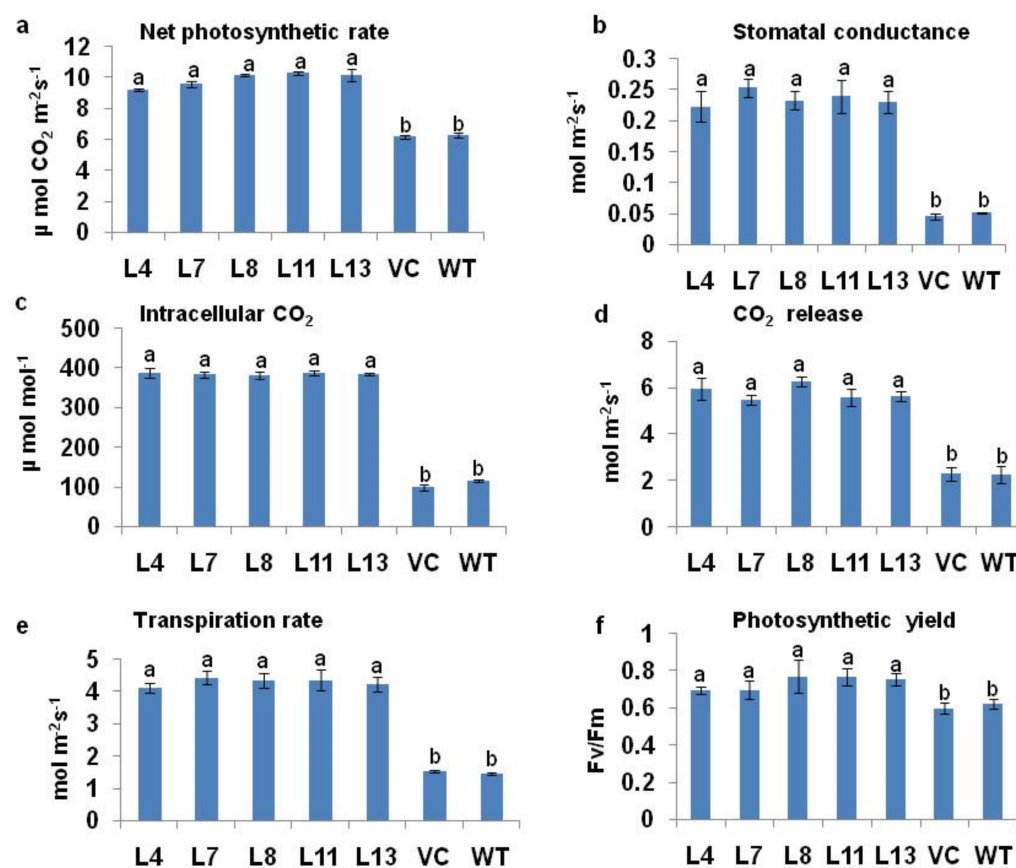 a Net photosynthetic rate
µ mol CO₂ m⁻²s⁻¹
12
10
8
6
4
2
0
a a a a a b b
L4 L7 L8 L11 L13 VC WT
b Stomatal conductance
mol m⁻²s⁻¹
0.3
0.25
0.2
0.15
0.1
0.05
0
a a a a a b b
L4 L7 L8 L11 L13 VC WT
c Intracellular CO₂
µ mol mol⁻¹
500
400
300
200
100
0
a a a a a b b
L4 L7 L8 L11 L13 VC WT
d CO₂ release
mol m⁻²s⁻¹
8
6
4
2
0
a a a a a b b
L4 L7 L8 L11 L13 VC WT
e Transpiration rate
mol m⁻²s⁻¹
5
4
3
2
1
0
a a a a a b b
L4 L7 L8 L11 L13 VC WT
f Photosynthetic yield
Fv/Fm
1
0.8
0.6
0.4
0.2
0
a a a a a b b
L4 L7 L8 L11 L13 VC WT